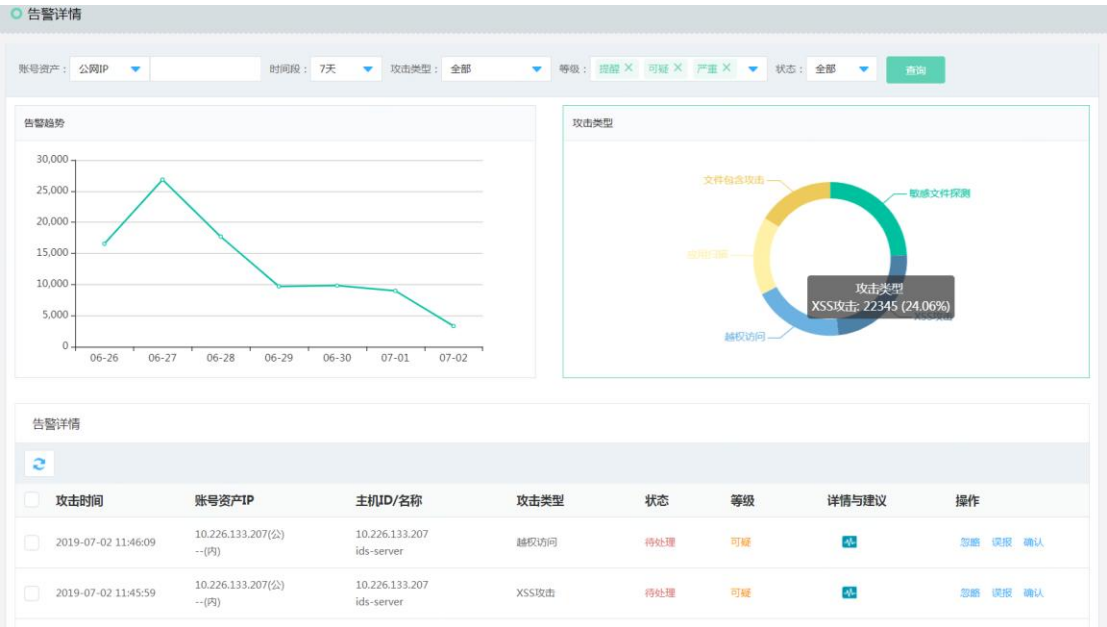 告警详情
账号资产： 公网IP 时间段： 7天 攻击类型： 全部 等级： 提醒 × 可疑 × 严重 × 状态： 全部 查询
告警趋势
30,000
25,000
20,000
15,000
10,000
5,000
0
06-26 06-27 06-28 06-29 06-30 07-01 07-02
攻击类型
文件包含攻击
敏感文件探测
攻击类型
XSS攻击: 22345 (24.06%)
XSS攻击
越权访问
告警详情
攻击时间 账号资产IP 主机ID/名称 攻击类型 状态 等级 详情与建议 操作
2019-07-02 11:46:09 10.226.133.207(公) 10.226.133.207 越权访问 待处理 可疑 忽略 误报 确认
--(内) ids-server
2019-07-02 11:45:59 10.226.133.207(公) 10.226.133.207 XSS攻击 待处理 可疑 忽略 误报 确认
--(内) ids-server